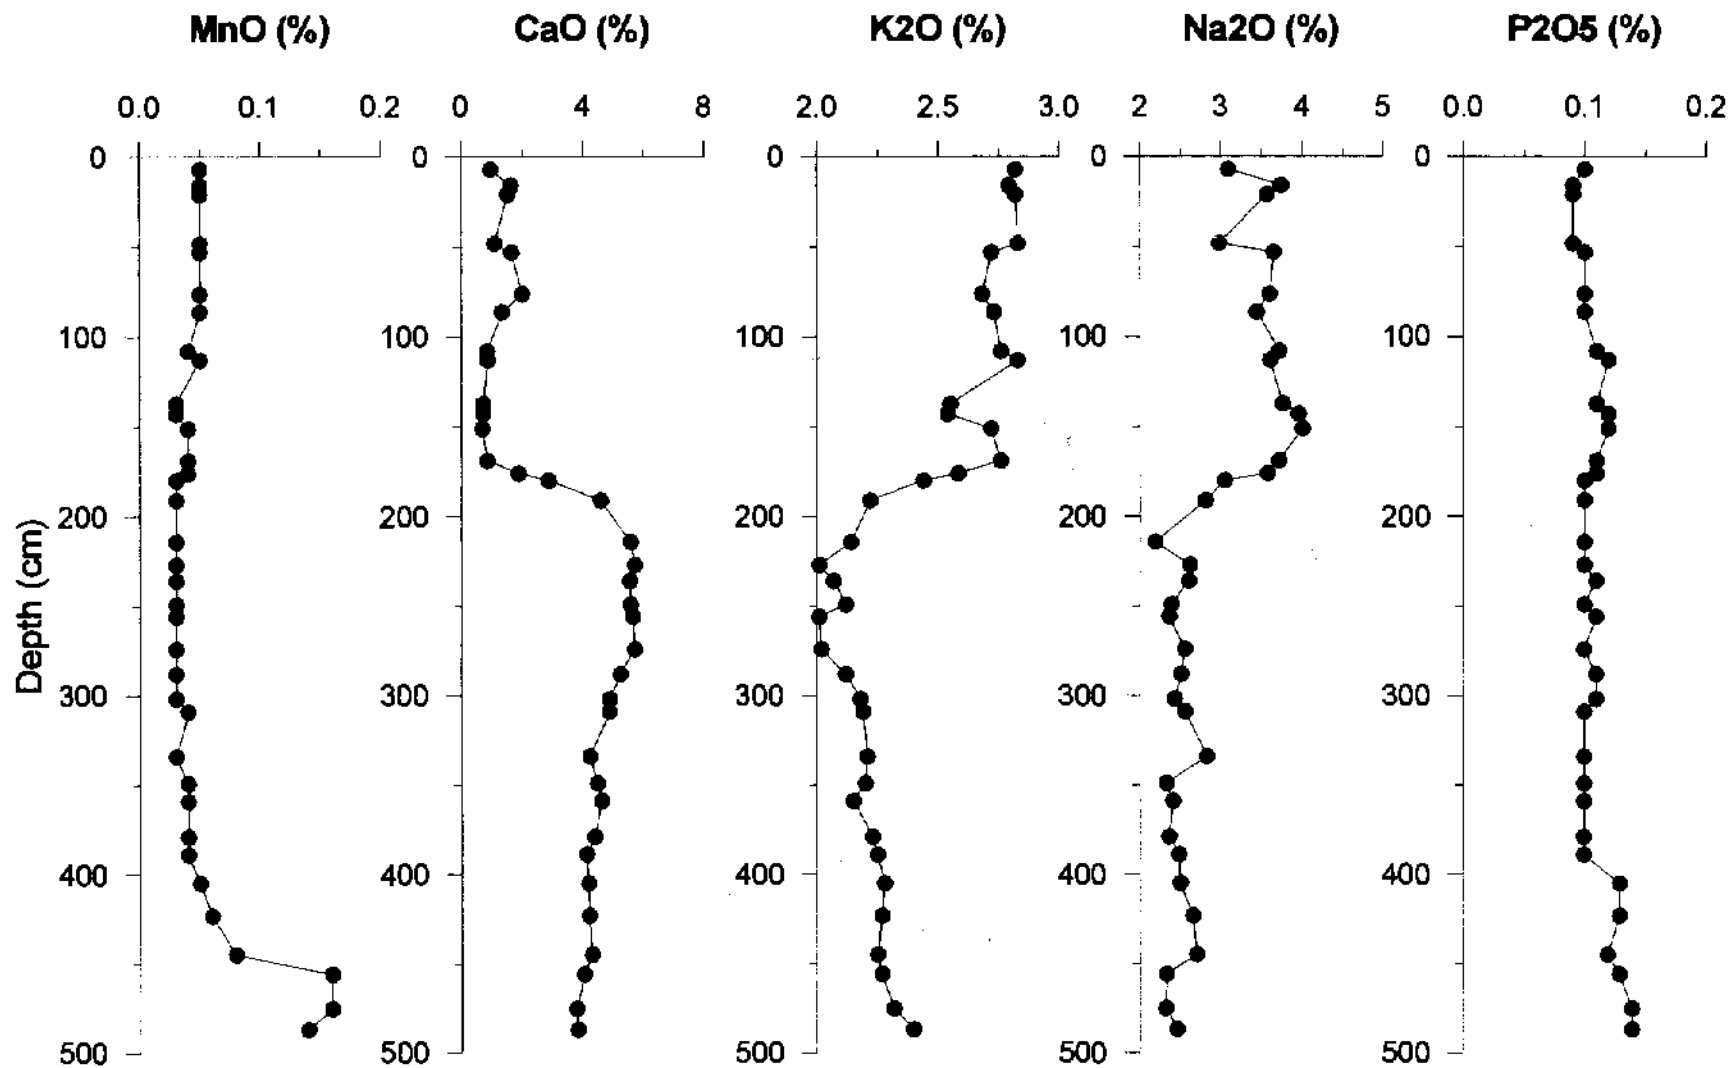 MnO (%) CaO (%) K2O (%) Na2O (%) P2O5 (%)
0.0 0.1 0.2 0 4 8 2.0 2.5 3.0 2 3 4 5 0.0 0.1 0.2
0 0 0 0 0
100 100 100 100 100
200 200 200 200 200
Depth (cm)
300 300 300 300 300
400 400 400 400 400
500 500 500 500 500